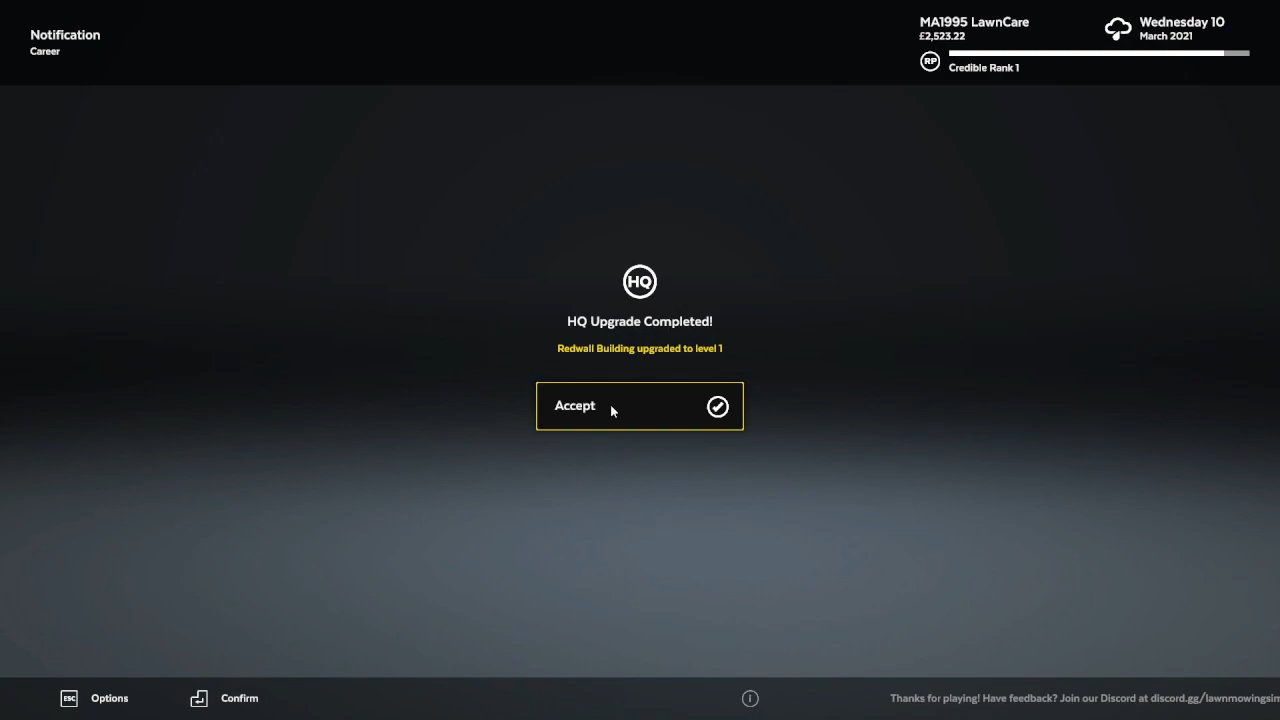 Notification
Career
MA1995 LawnCare
£2,523.22
Wednesday 10
March 2021
RP
Credible Rank 1
HQ
HQ Upgrade Completed!
Redwall Building upgraded to level 1
Accept
ESC Options
Confirm
i
Thanks for playing! Have feedback? Join our Discord at discord.gg/lawnmowingsim